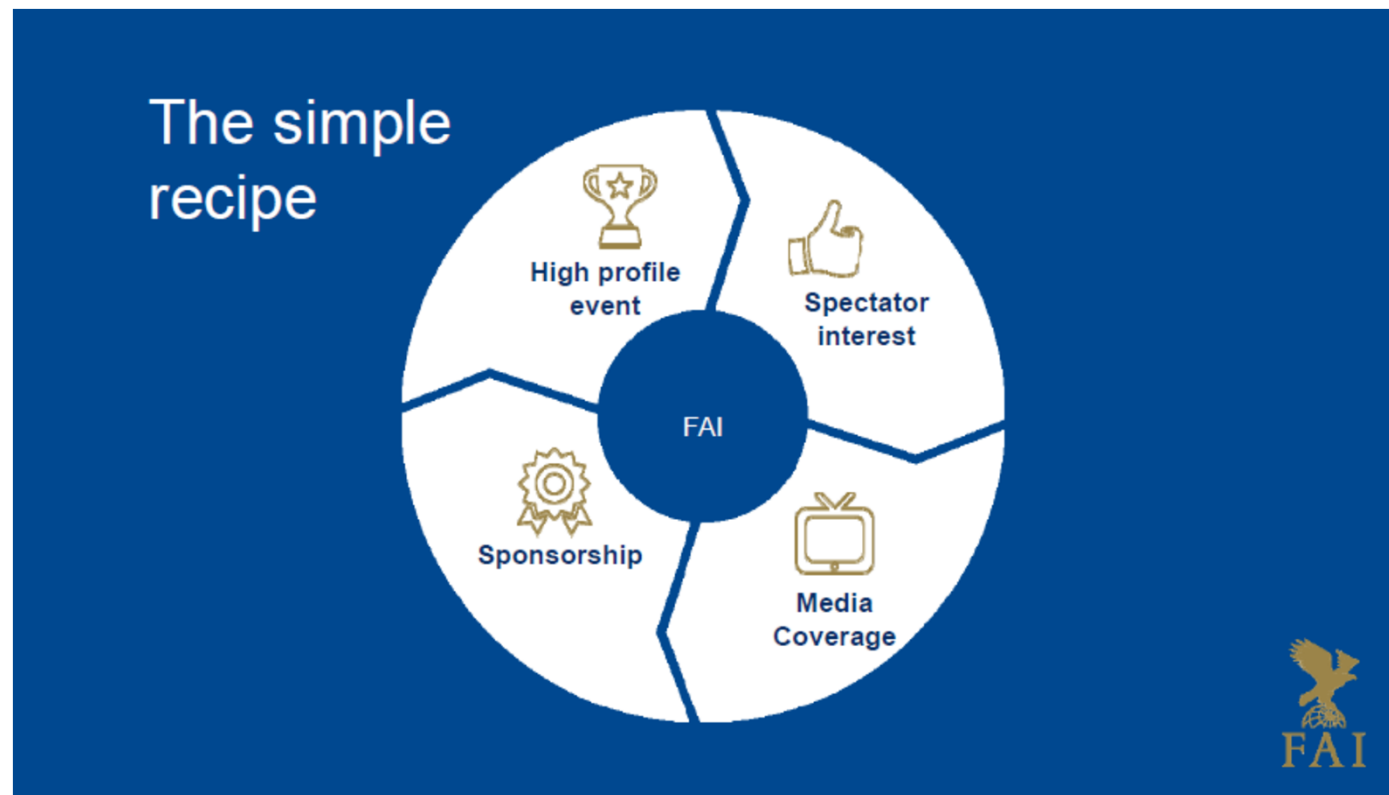 The simple
recipe
High profile
event
Spectator
interest
FAI
Sponsorship
Media
Coverage
FAI